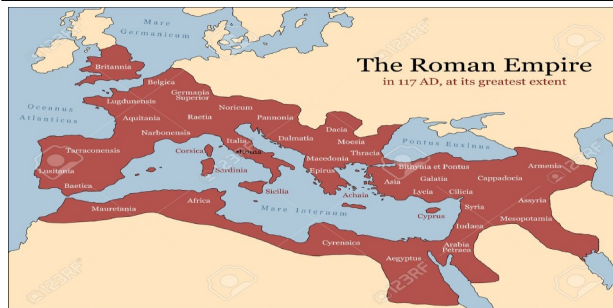 Mare
Germanicum
The Roman Empire
in 117 AD, at its greatest extent
Britannia
Belgica
Germania
Superior
Lugdunensis
Noricum
Oceanus
Atlanticus
Aquitania
Raetia
Pannonia
Dacia
Narbonensis
Italia
Dalmatia
Moesia
Pontus Euxinus
Tarraconensis
Corsica
Roma
Thracia
Macedonia
Bithynia et Pontus
Armenia
Lusitania
Sardinia
Epirus
Asia
Galatia
Cappadocia
Baetica
Sicilia
Achaia
Lycia
Cilicia
Assyria
Mauretania
Africa
Mare Internum
Cyprus
Syria
Mesopotamia
Iudaea
Cyrenaica
Arabia
Petraea
Aegyptus
123RF